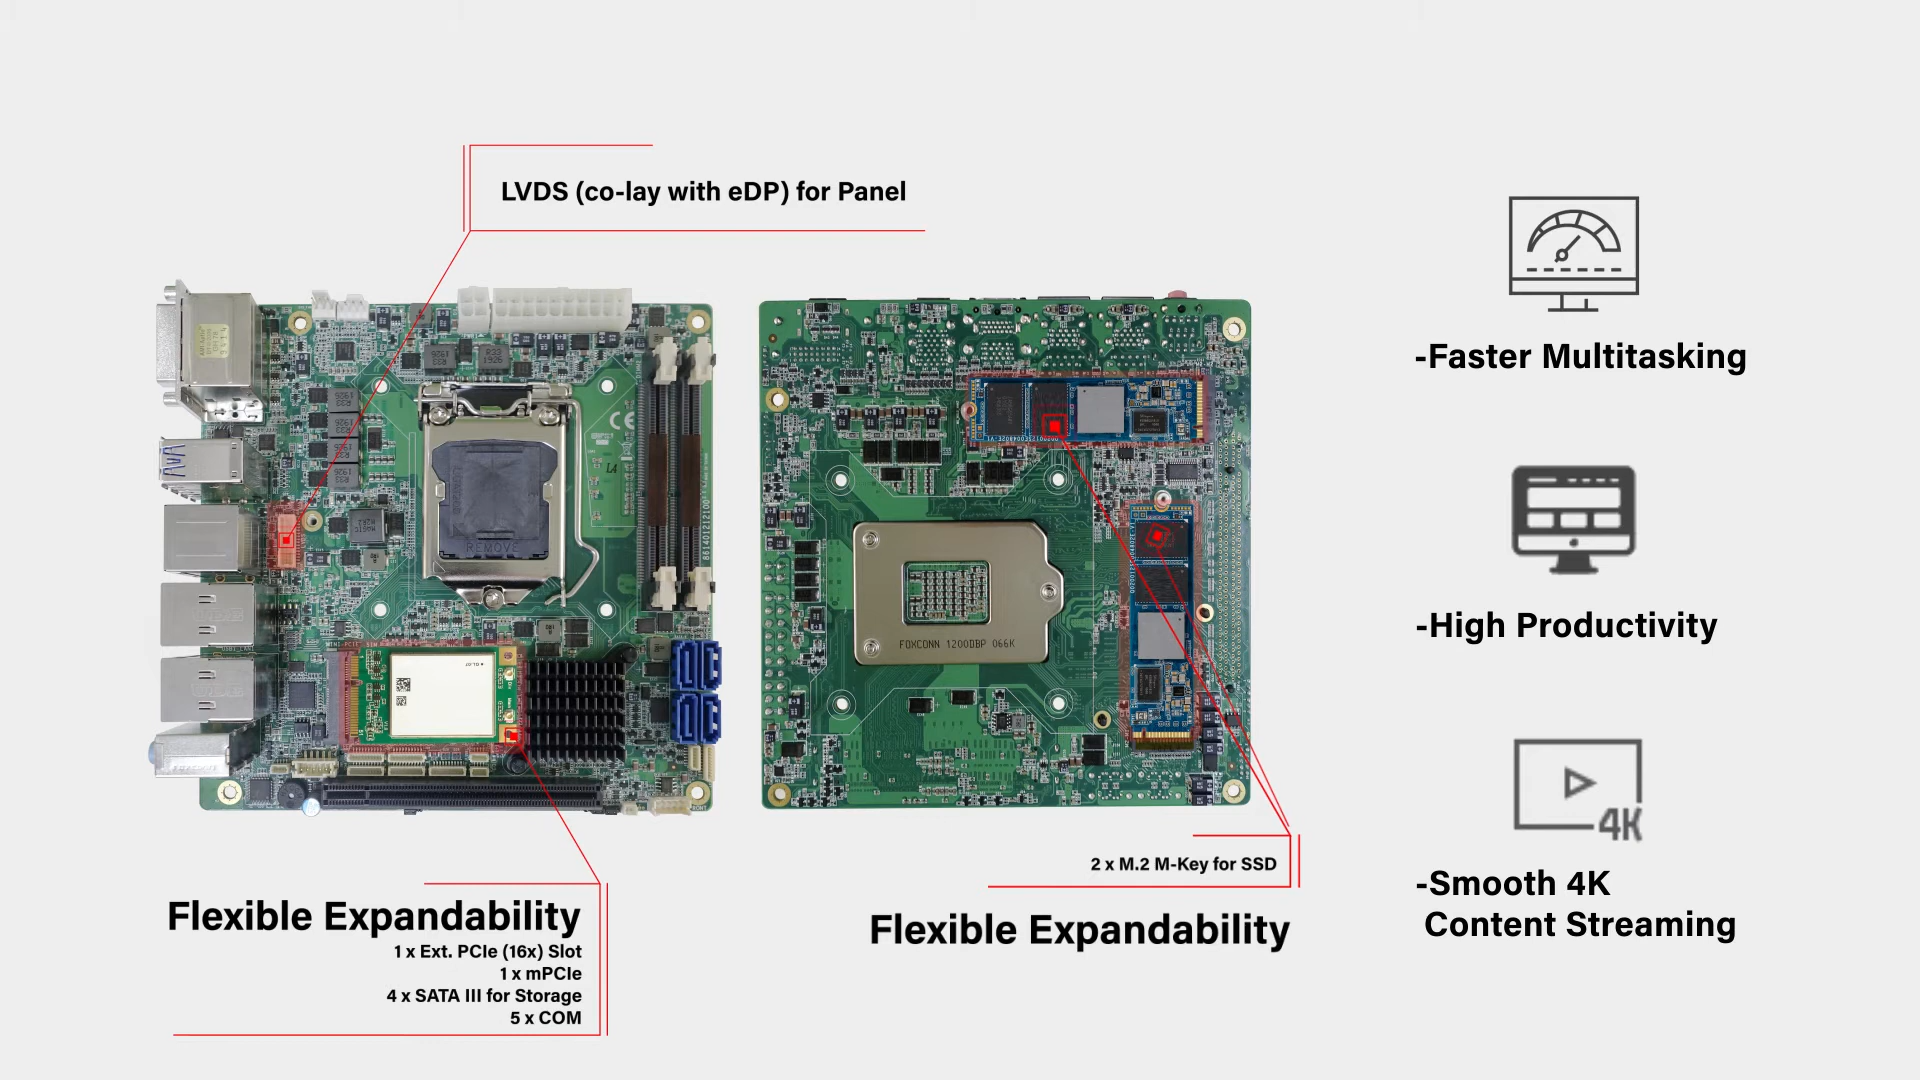 LVDS (co-lay with eDP) for Panel
CE
REMOVE
FOXCONN 1200DBP 066K
2 x M.2 M-Key for SSD
Flexible Expandability
Flexible Expandability
1 x Ext. PCIe (16x) Slot
1 x mPCIe
4 x SATA III for Storage
5 x COM
-Faster Multitasking
-High Productivity
4K
-Smooth 4K
Content Streaming